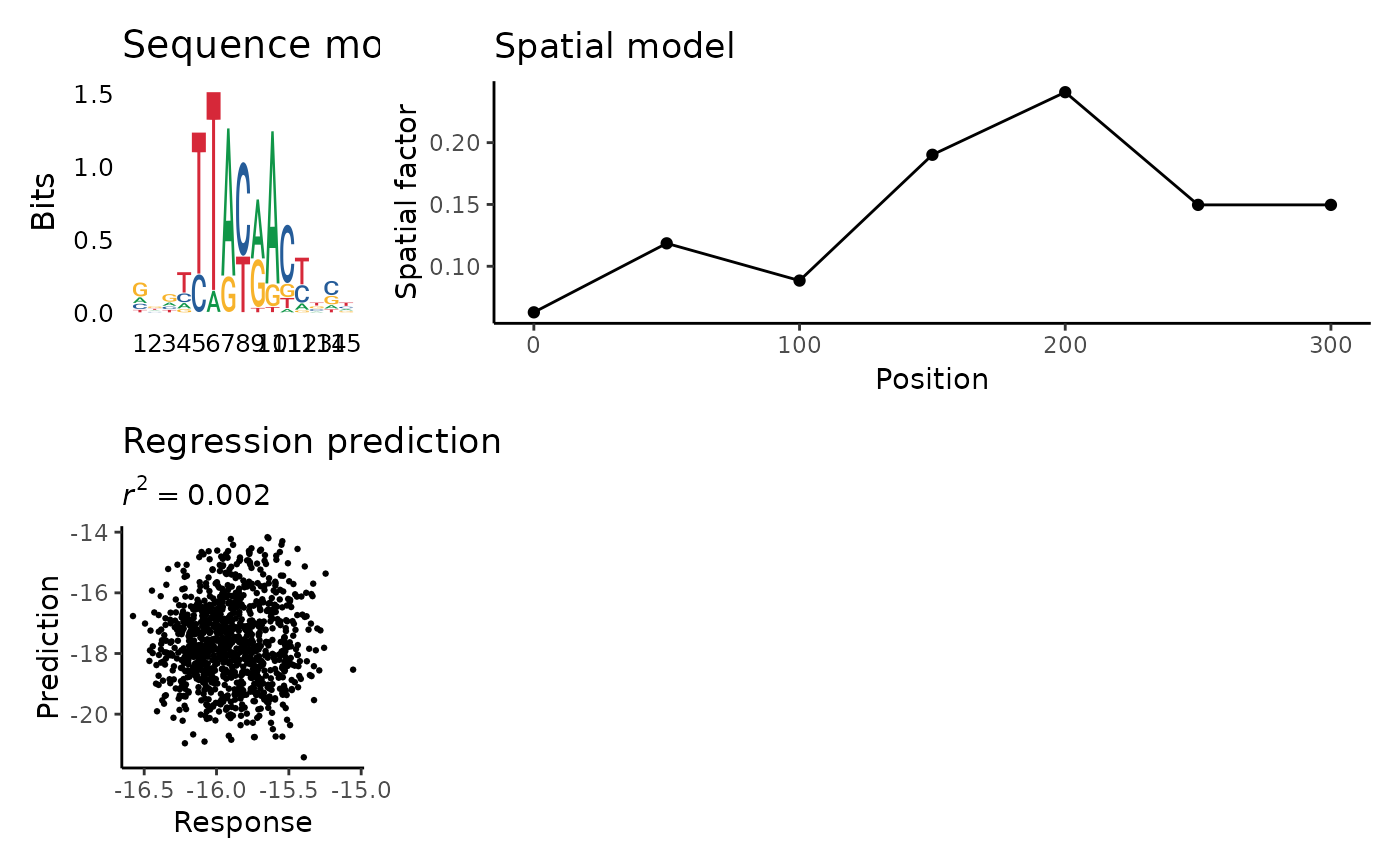 Sequence mo
Spatial model
1.5
1.0
0.5
0.0
Bits
123456789
0.20
0.15
0.10
Spatial factor
0
100
200
300
Position
Regression prediction
r² = 0.002
-14
-16
-18
-20
Prediction
-16.5 -16.0 -15.5 -15.0
Response